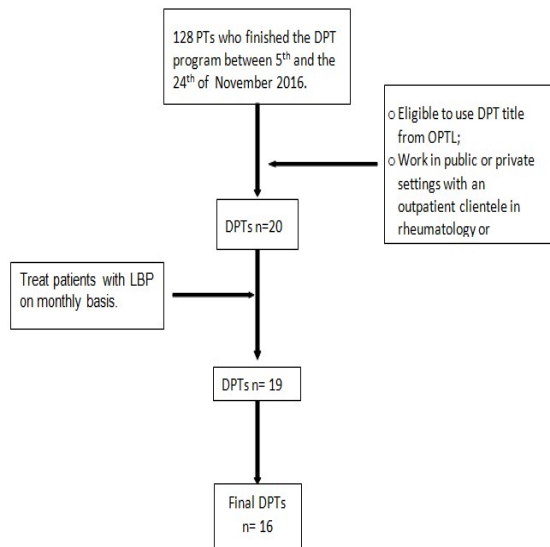 128 PTs who finished the DPT
program between 5th and the
24th of November 2016.
○ Eligible to use DPT title
from OPTL;
○ Work in public or private
settings with an
outpatient clientele in
rheumatology or
DPTs n=20
Treat patients with LBP
on monthly basis.
DPTs n= 19
Final DPTs
n= 16